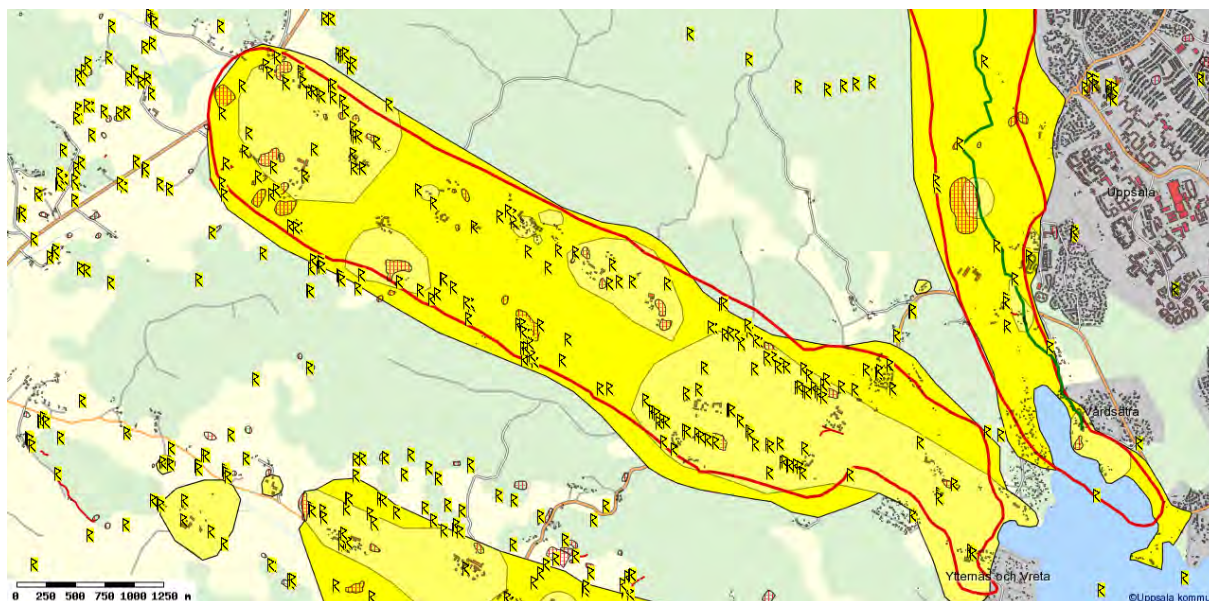 Uppsala
Vårdsätra
Ytternäs och Vreta
0 250 500 750 1000 1250 m
©Uppsala kommu